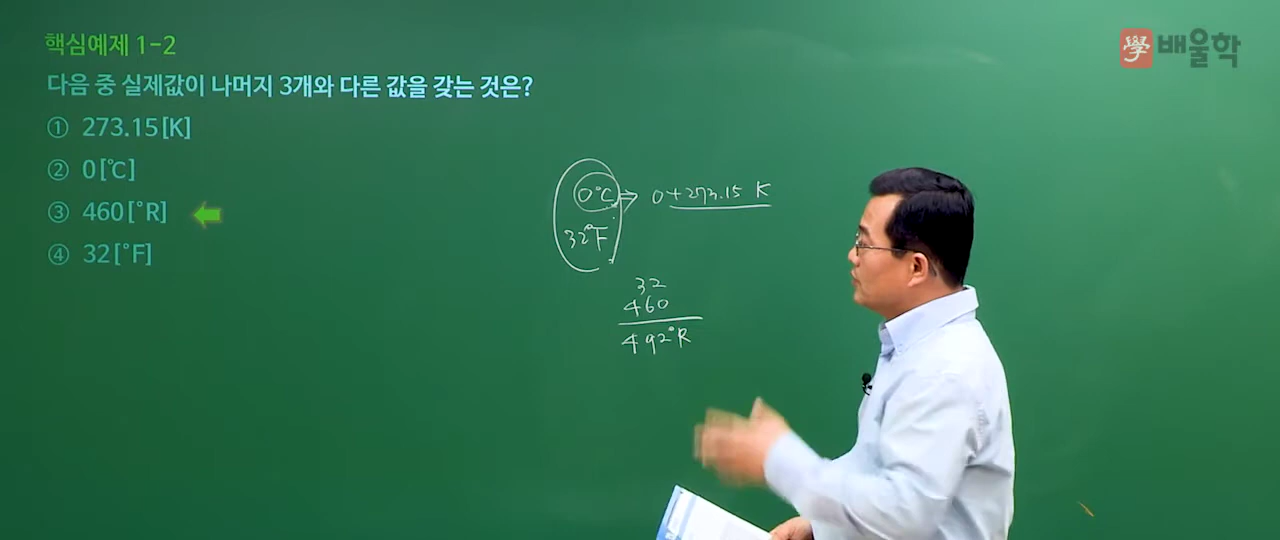 핵심예제 1-2
學 배울학
다음 중 실제값이 나머지 3개와 다른 값을 갖는 것은?
① 273.15[K]
② 0[℃]
③ 460[°R]
④ 32[°F]
0℃ ⇒ 0+273.15 K
32°F
32
460
492°R